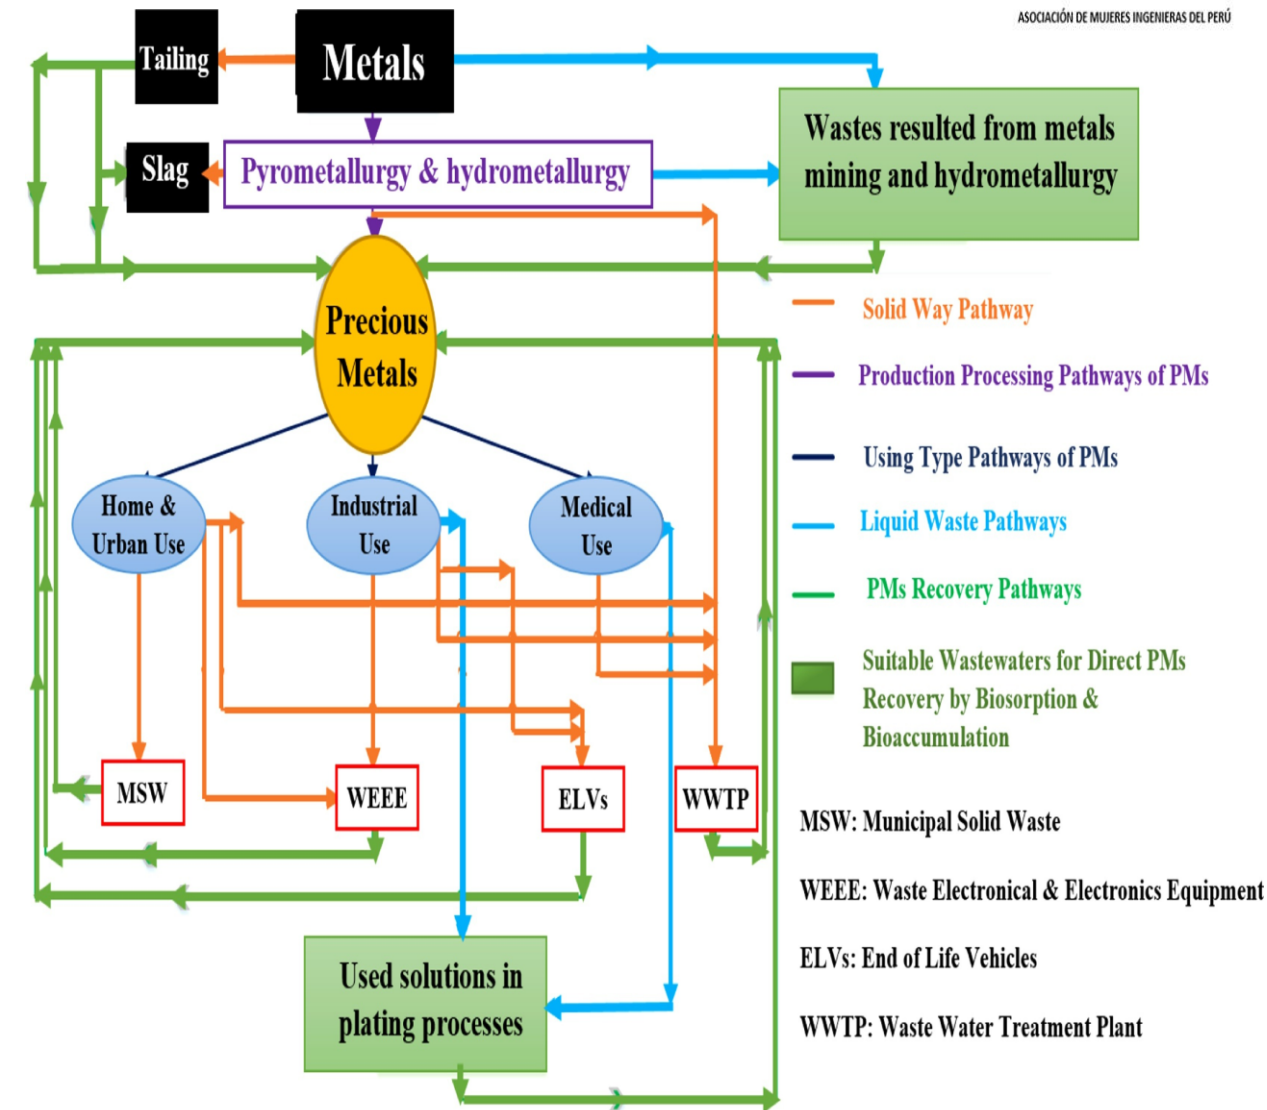 ASOCIACIÓN DE MUJERES INGENIERAS DEL PERÚ
Tailing
Metals
Slag
Pyrometallurgy & hydrometallurgy
Wastes resulted from metals
mining and hydrometallurgy
Precious
Metals
Solid Way Pathway
Production Processing Pathways of PMs
Using Type Pathways of PMs
Liquid Waste Pathways
PMs Recovery Pathways
Suitable Wastewaters for Direct PMs
Recovery by Biosorption &
Bioaccumulation
Home &
Urban Use
Industrial
Use
Medical
Use
MSW
WEEE
ELVs
WWTP
MSW: Municipal Solid Waste
WEEE: Waste Electronical & Electronics Equipment
ELVs: End of Life Vehicles
WWTP: Waste Water Treatment Plant
Used solutions in
plating processes